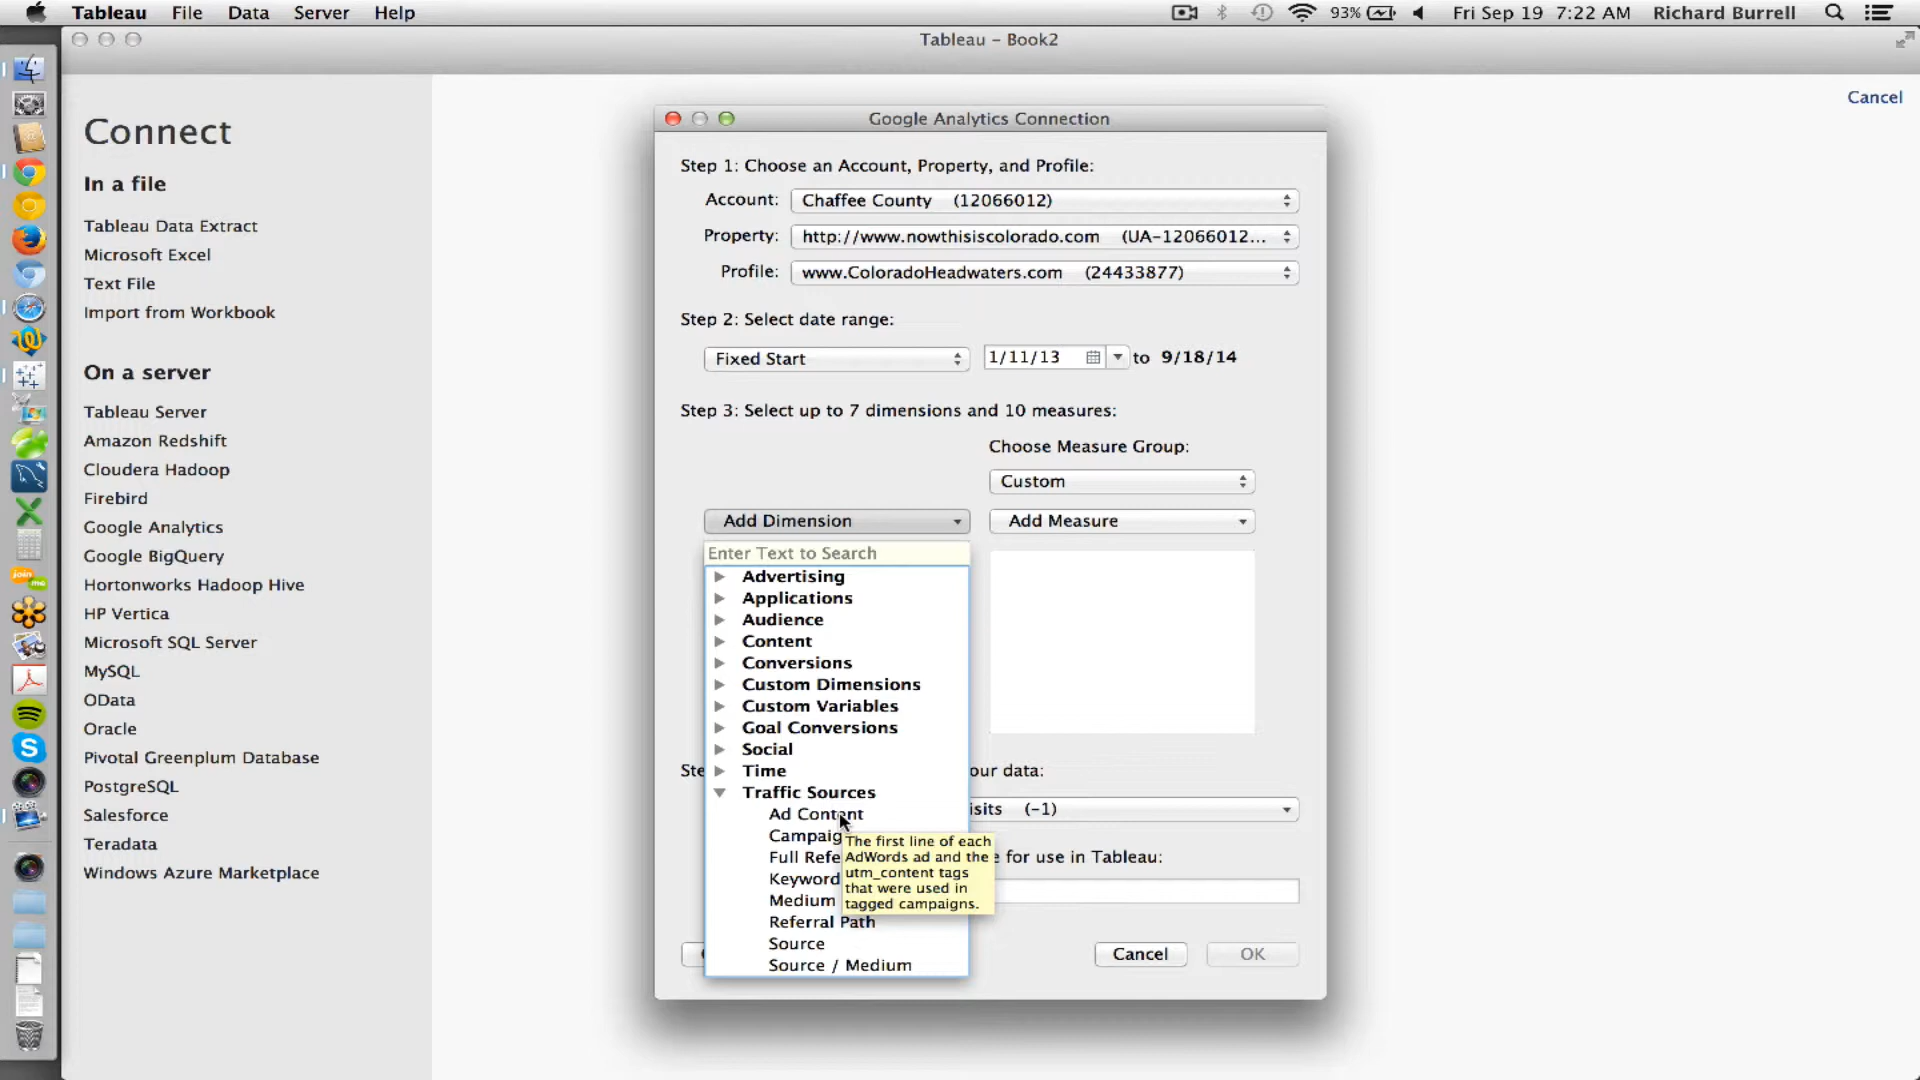 Tableau File Data Server Help
93% Fri Sep 19 7:22 AM Richard Burrell
Tableau - Book2
Cancel
Connect
In a file
Tableau Data Extract
Microsoft Excel
Text File
Import from Workbook
On a server
Tableau Server
Amazon Redshift
Cloudera Hadoop
Firebird
Google Analytics
Google BigQuery
Hortonworks Hadoop Hive
HP Vertica
Microsoft SQL Server
MySQL
OData
Oracle
Pivotal Greenplum Database
PostgreSQL
Salesforce
Teradata
Windows Azure Marketplace
Google Analytics Connection
Step 1: Choose an Account, Property, and Profile:
Account: Chaffee County (12066012)
Property: http://www.nowthisiscolorado.com (UA-12066012...
Profile: www.ColoradoHeadwaters.com (24433877)
Step 2: Select date range:
Fixed Start 1/11/13 to 9/18/14
Step 3: Select up to 7 dimensions and 10 measures:
Choose Measure Group:
Custom
Add Dimension Add Measure
Enter Text to Search
Advertising
Applications
Audience
Content
Conversions
Custom Dimensions
Custom Variables
Goal Conversions
Social
Time
Traffic Sources
Ad Content
Campaig
Full Refe
Keyword
Medium
Referral Path
Source
Source / Medium
The first line of each
AdWords ad and the
utm_content tags
that were used in
tagged campaigns.
Ste our data:
isits (-1)
e for use in Tableau:
Cancel OK
join
me